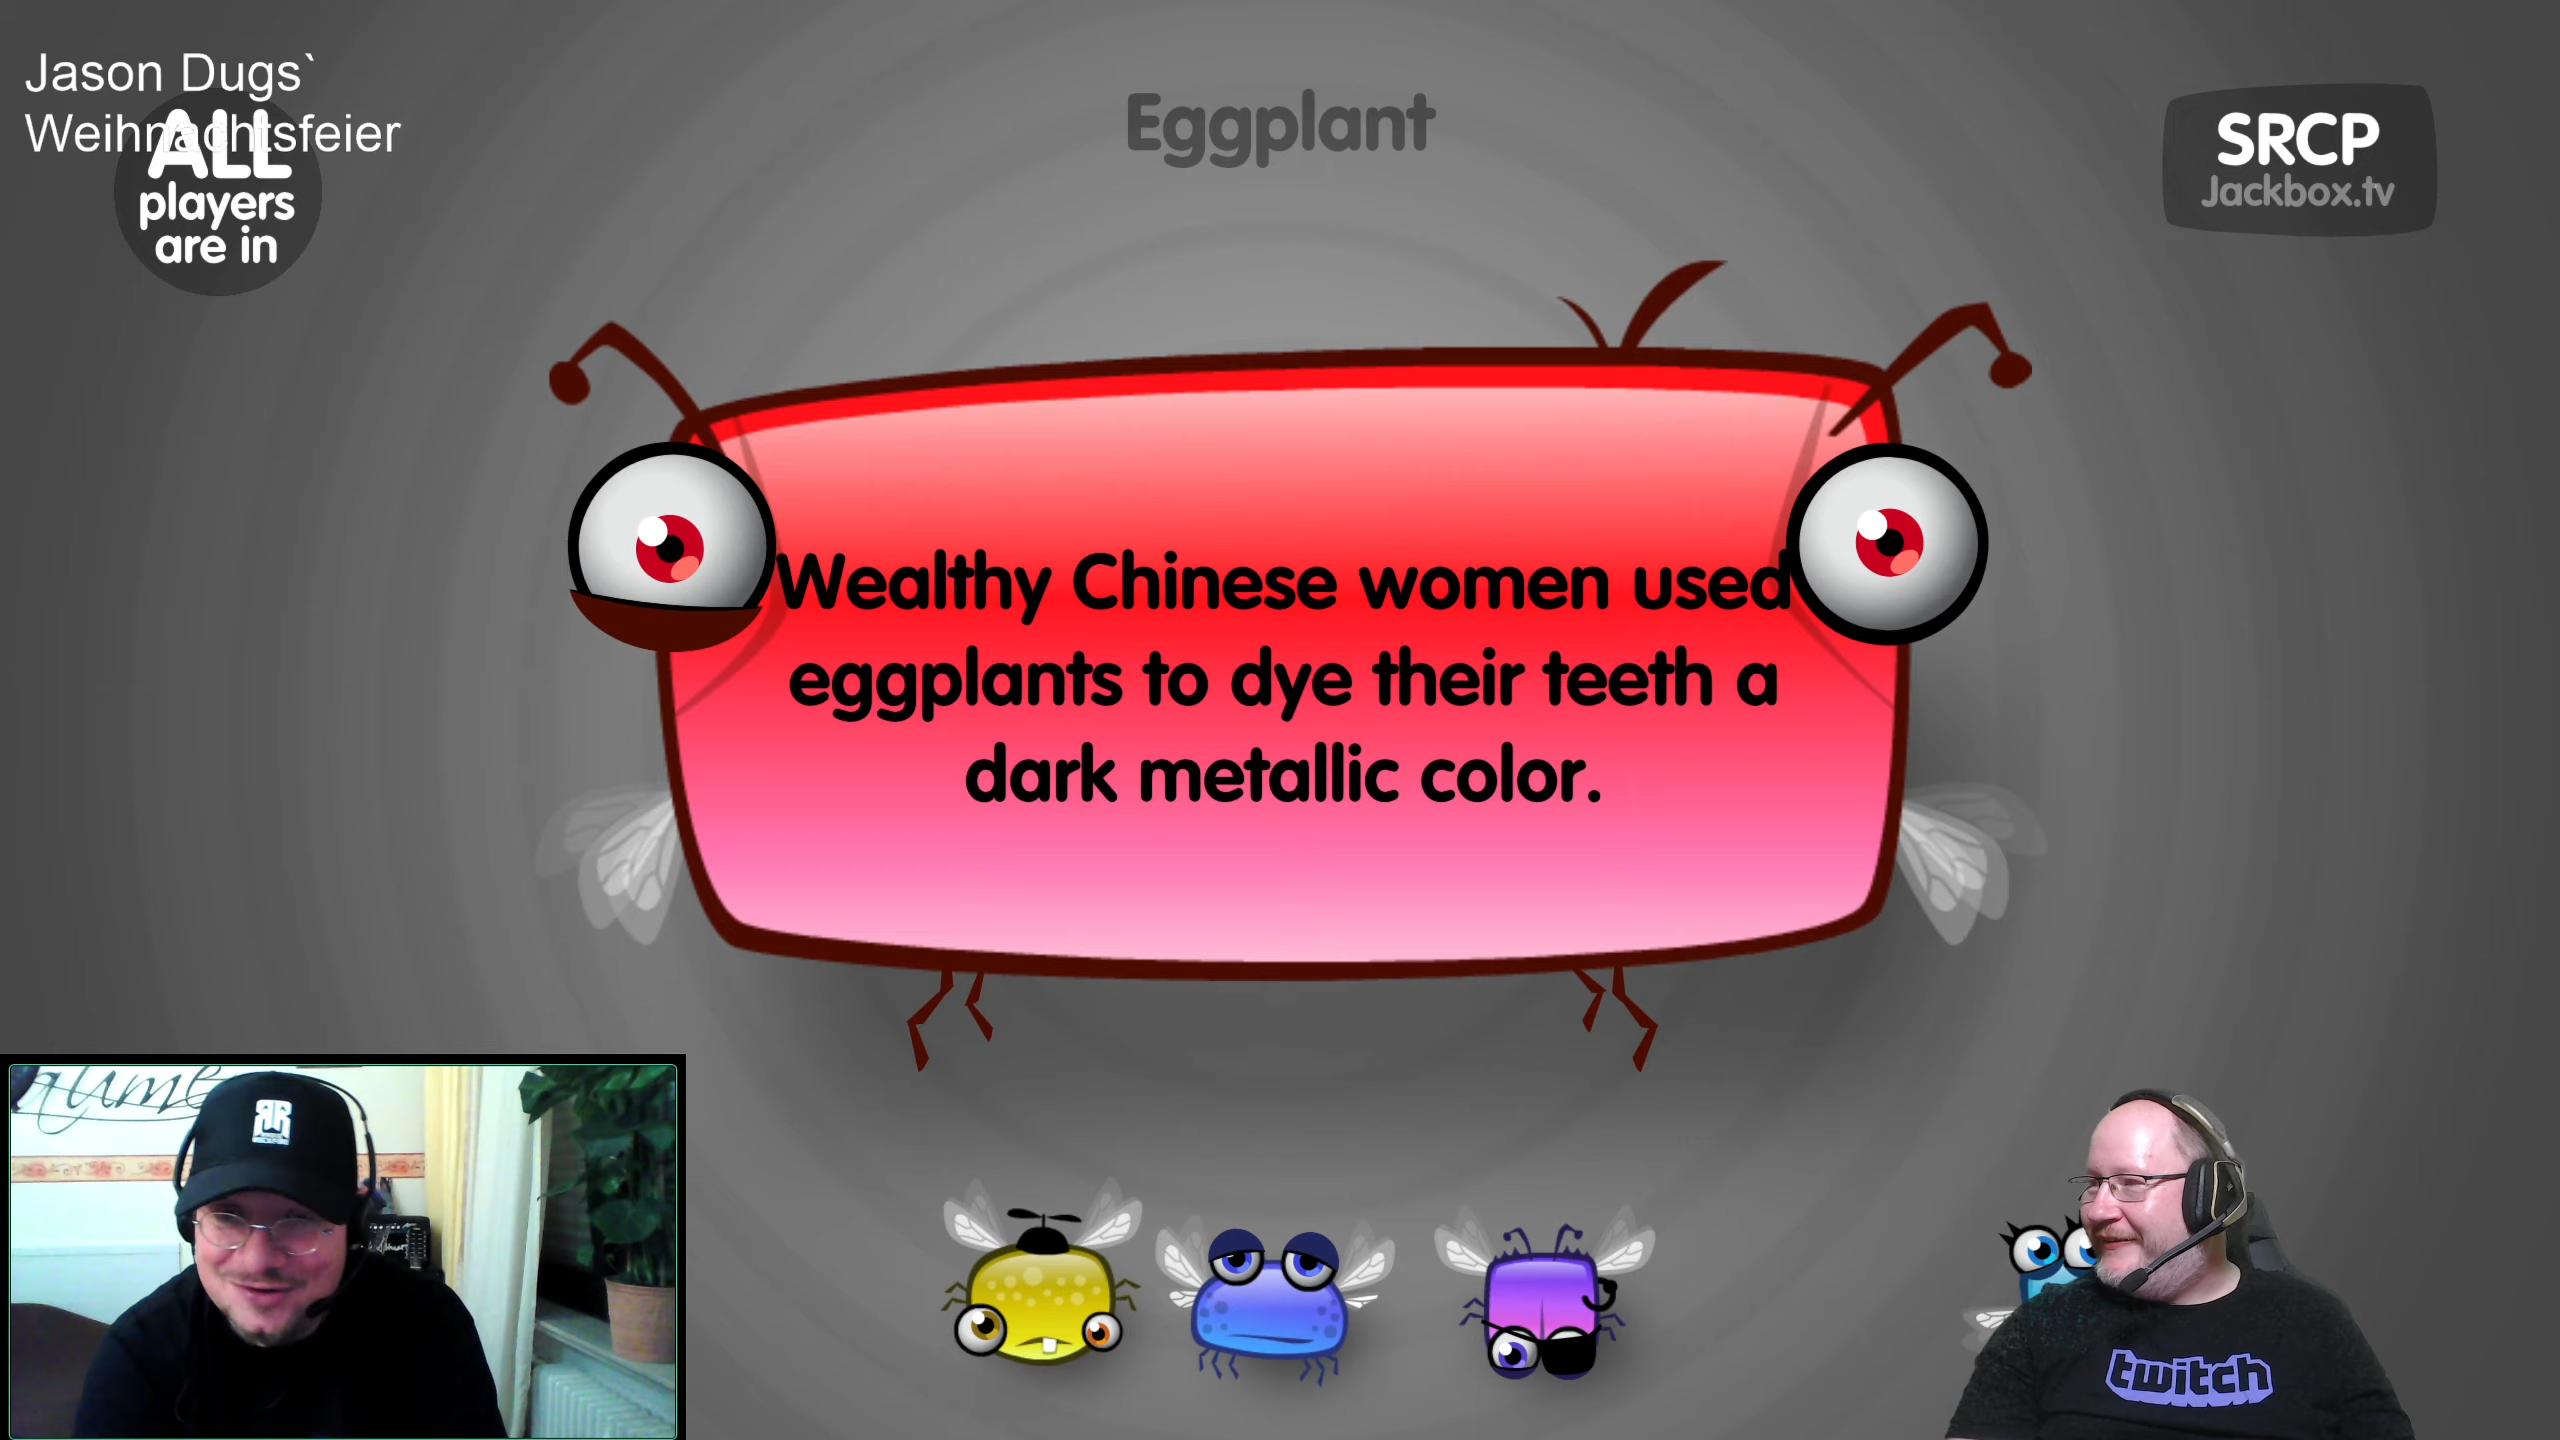 Jason Dugs`
Weihnachtsfeier
ALL
players
are in
Eggplant
SRCP
Jackbox.tv
Wealthy Chinese women used
eggplants to dye their teeth a
dark metallic color.
twitch